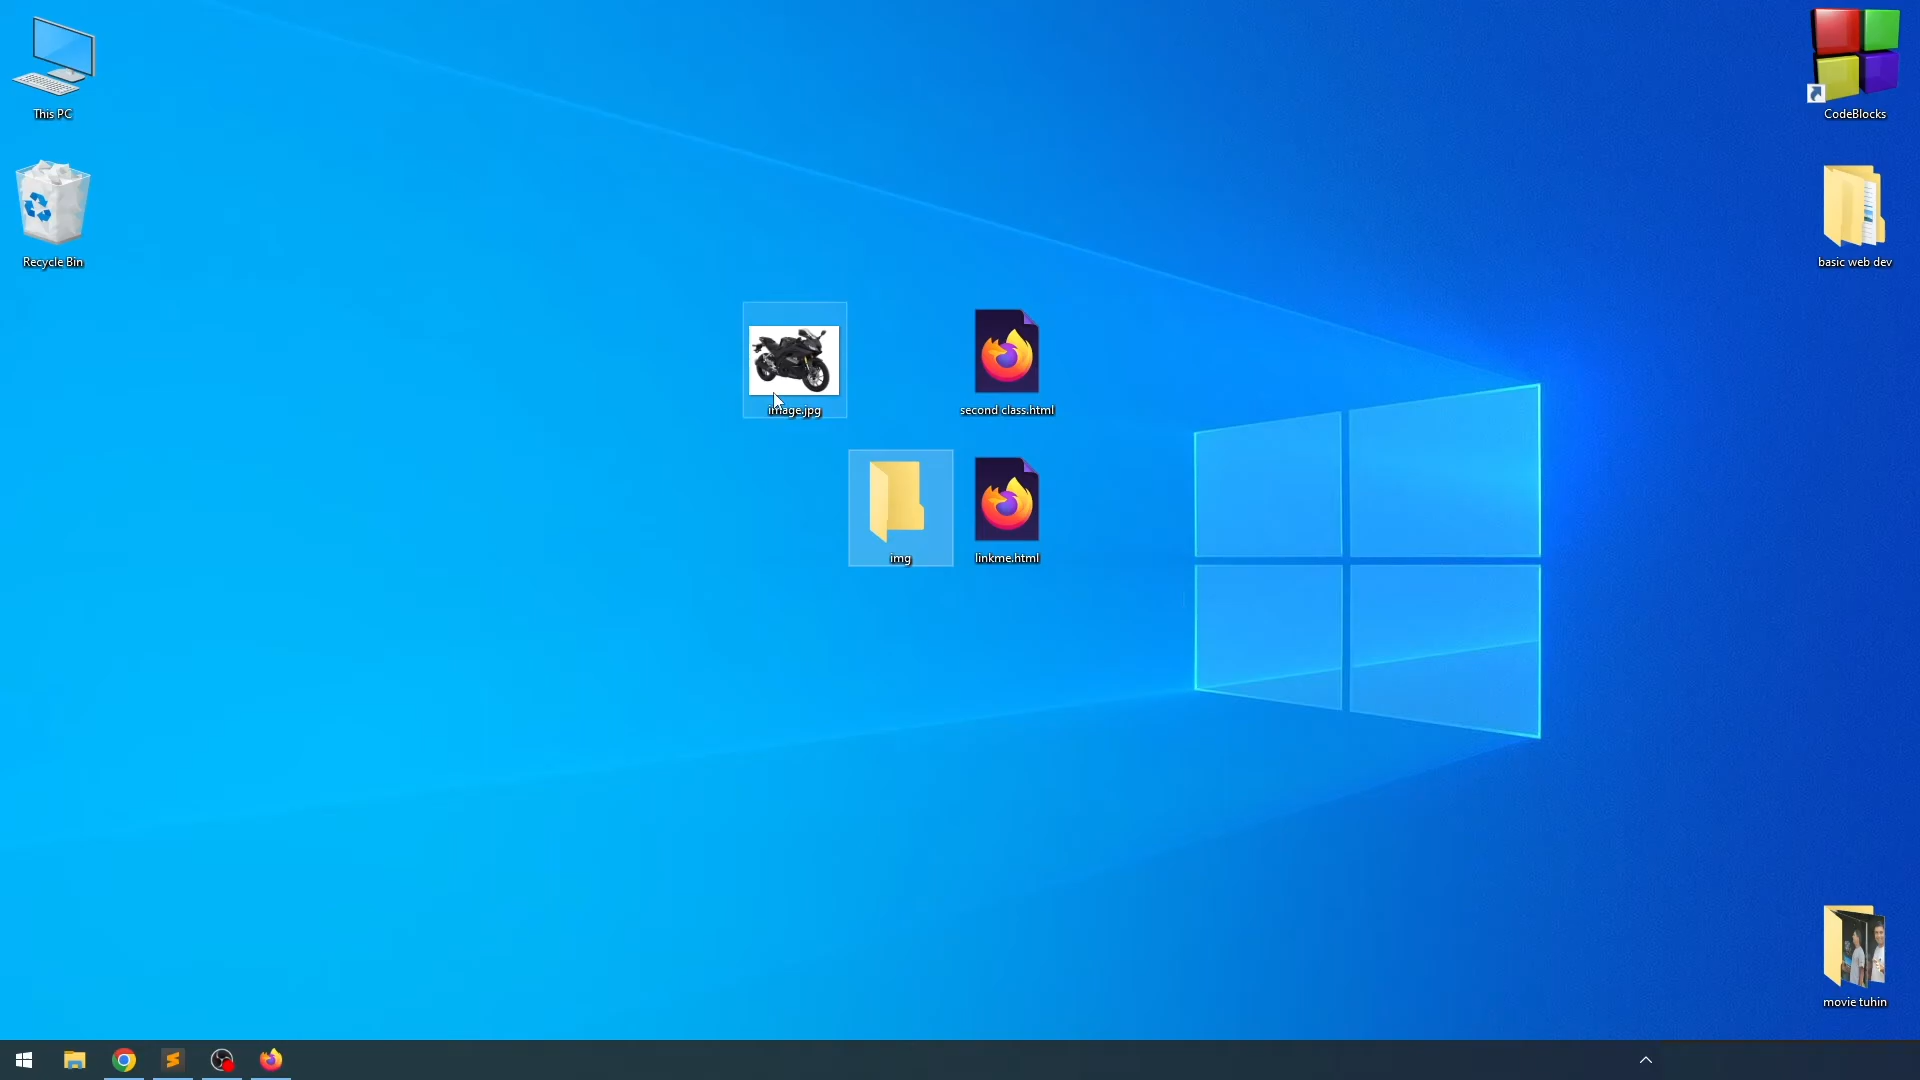 This PC
CodeBlocks
Recycle Bin
basic web dev
image.jpg
second class.html
img
linkme.html
movie tuhin